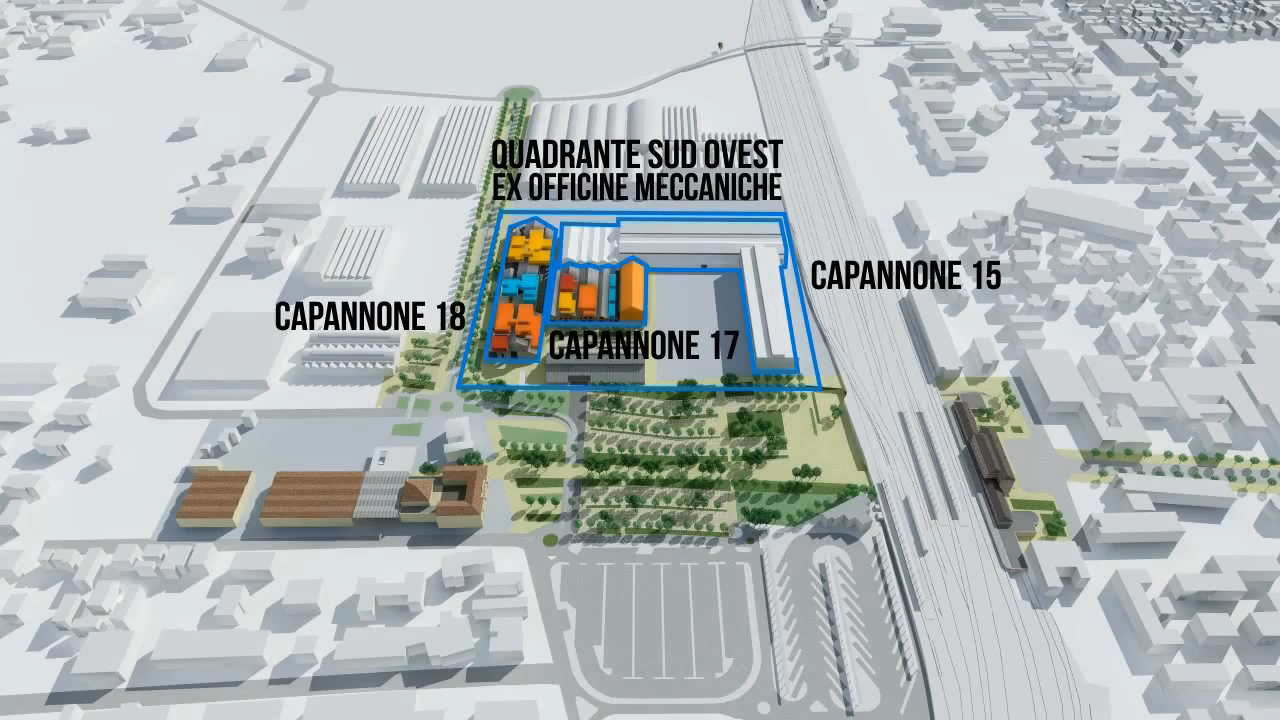 QUADRANTE SUD OVEST
EX OFFICINE MECCANICHE
CAPANNONE 15
CAPANNONE 18
CAPANNONE 17